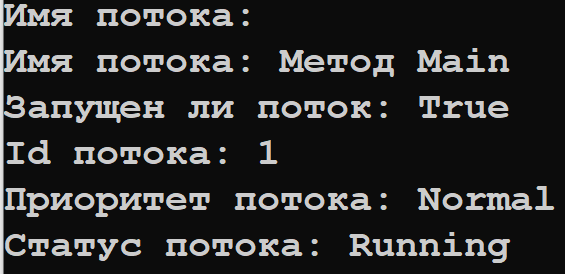 Имя потока:
Имя потока: Метод Main
Запущен ли поток: True
Id потока: 1
Приоритет потока: Normal
Статус потока: Running